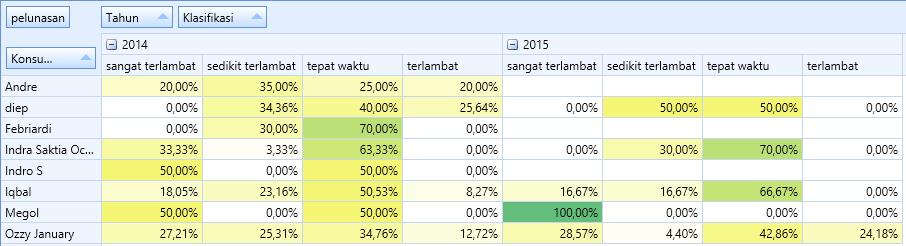 pelunasan Tahun Klasifikasi
Konsu... 2014 2015
sangat terlambat sedikit terlambat tepat waktu terlambat sangat terlambat sedikit terlambat tepat waktu terlambat
Andre 20,00% 35,00% 25,00% 20,00%
diep 0,00% 34,36% 40,00% 25,64% 0,00% 50,00% 50,00% 0,00%
Febriardi 0,00% 30,00% 70,00% 0,00%
Indra Saktia Oc... 33,33% 3,33% 63,33% 0,00% 0,00% 30,00% 70,00% 0,00%
Indro S 50,00% 0,00% 50,00% 0,00%
Iqbal 18,05% 23,16% 50,53% 8,27% 16,67% 16,67% 66,67% 0,00%
Megol 50,00% 0,00% 50,00% 0,00% 100,00% 0,00% 0,00% 0,00%
Ozzy January 27,21% 25,31% 34,76% 12,72% 28,57% 4,40% 42,86% 24,18%